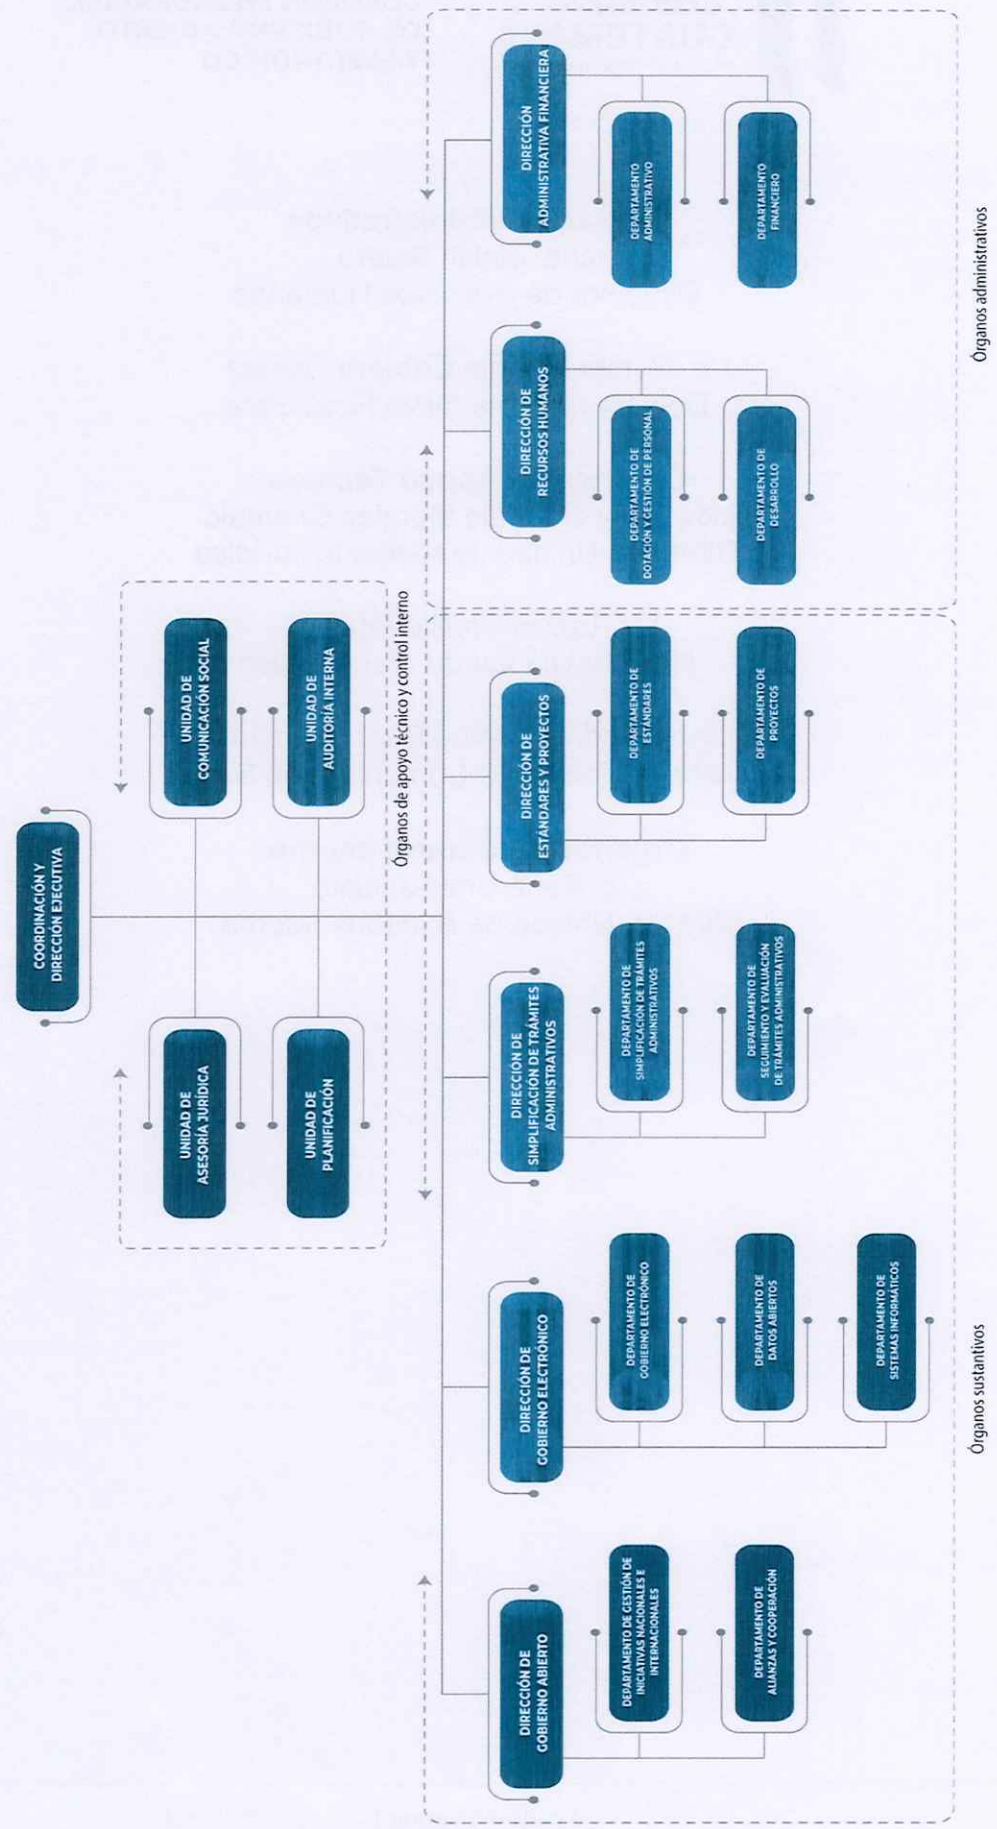 COORDINACIÓN Y
DIRECCIÓN EJECUTIVA
UNIDAD DE
ASESORÍA JURÍDICA
UNIDAD DE
COMUNICACIÓN SOCIAL
UNIDAD DE
PLANIFICACIÓN
UNIDAD DE
AUDITORÍA INTERNA
Órganos de apoyo técnico y control interno
DIRECCIÓN DE
GOBIERNO ABIERTO
DEPARTAMENTO DE GESTIÓN DE
INICIATIVAS NACIONALES E
INTERNACIONALES
DEPARTAMENTO DE
ALIANZAS Y COOPERACIÓN
DIRECCIÓN DE
GOBIERNO ELECTRÓNICO
DEPARTAMENTO DE
GOBIERNO ELECTRÓNICO
DEPARTAMENTO DE
DATOS ABIERTOS
DEPARTAMENTO DE
SISTEMAS INFORMÁTICOS
DIRECCIÓN DE
SIMPLIFICACIÓN DE TRÁMITES
ADMINISTRATIVOS
DEPARTAMENTO DE
SIMPLIFICACIÓN DE TRÁMITES
ADMINISTRATIVOS
DEPARTAMENTO DE
SEGUIMIENTO Y EVALUACIÓN
DE TRÁMITES ADMINISTRATIVOS
DIRECCIÓN DE
ESTÁNDARES Y PROYECTOS
DEPARTAMENTO DE
ESTÁNDARES
DEPARTAMENTO DE
PROYECTOS
Órganos sustantivos
DIRECCIÓN DE
RECURSOS HUMANOS
DEPARTAMENTO DE
DOTACIÓN Y GESTIÓN DE PERSONAL
DEPARTAMENTO DE
DESARROLLO
DIRECCIÓN
ADMINISTRATIVA FINANCIERA
DEPARTAMENTO
ADMINISTRATIVO
DEPARTAMENTO
FINANCIERO
Órganos administrativos